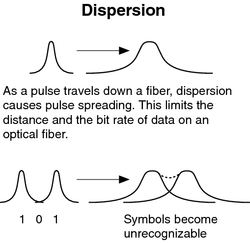 Dispersion
As a pulse travels down a fiber, dispersion
causes pulse spreading. This limits the
distance and the bit rate of data on an
optical fiber.
1 0 1
Symbols become
unrecognizable